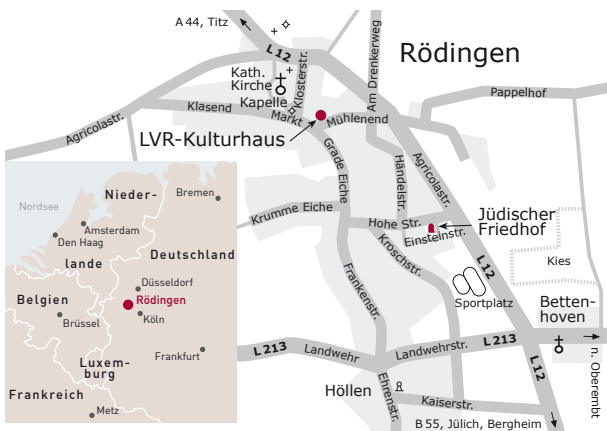 A 44, Titz
L 12
Rödingen
Kath.
Kirche
Kapelle
Klosterstr.
Am Drenkerweg
Pappelhof
Agricolastr.
Klasend
Markt
Mühlenend
LVR-Kulturhaus
Grade Eiche
Händelstr.
Agricolastr.
Krumme Eiche
Hohe Str.
Einsteinstr.
Jüdischer
Friedhof
Kroschstr.
L 12
Kies
Frankenstr.
Sportplatz
Betten-
hoven
L 213
Landwehr
Landwehrstr.
L 213
n. Oberembt
Höllen
Ehrenstr.
Kaiserstr.
L 12
B 55, Jülich, Bergheim
Nordsee
Nieder-
Bremen
Amsterdam
Den Haag
lande
Deutschland
Düsseldorf
Belgien
Rödingen
Brüssel
Köln
Luxem-
burg
Frankfurt
Frankreich
Metz